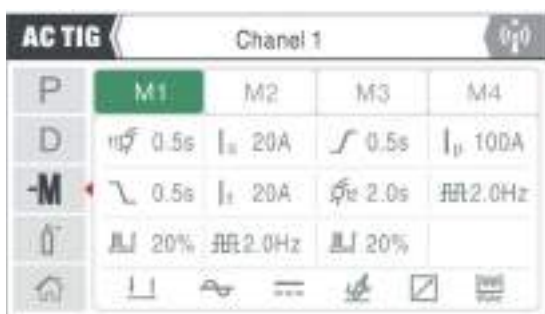 AC TIG Chanel 1
P M1 M2 M3 M4
D 0.5s 20A 0.5s 100A
-M 0.5s 20A 2.0s 2.0Hz
20% 2.0Hz 20%